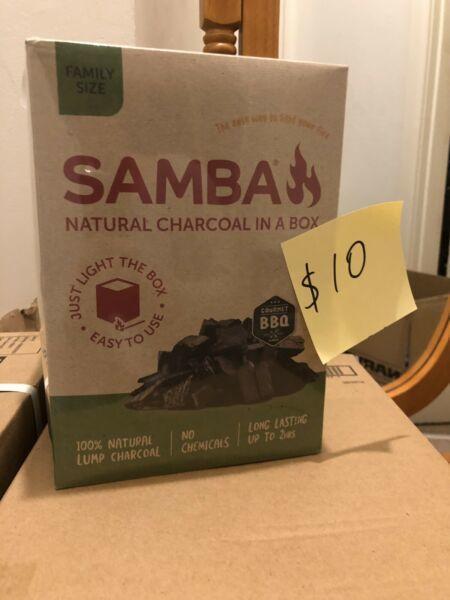 FAMILY
SIZE
The easy way to start your fire
SAMBA
NATURAL CHARCOAL IN A BOX
JUST LIGHT THE BOX
• EASY TO USE •
GOURMET
BBQ
$10
100% NATURAL
LUMP CHARCOAL
NO
CHEMICALS
LONG LASTING
UP TO 2HRS